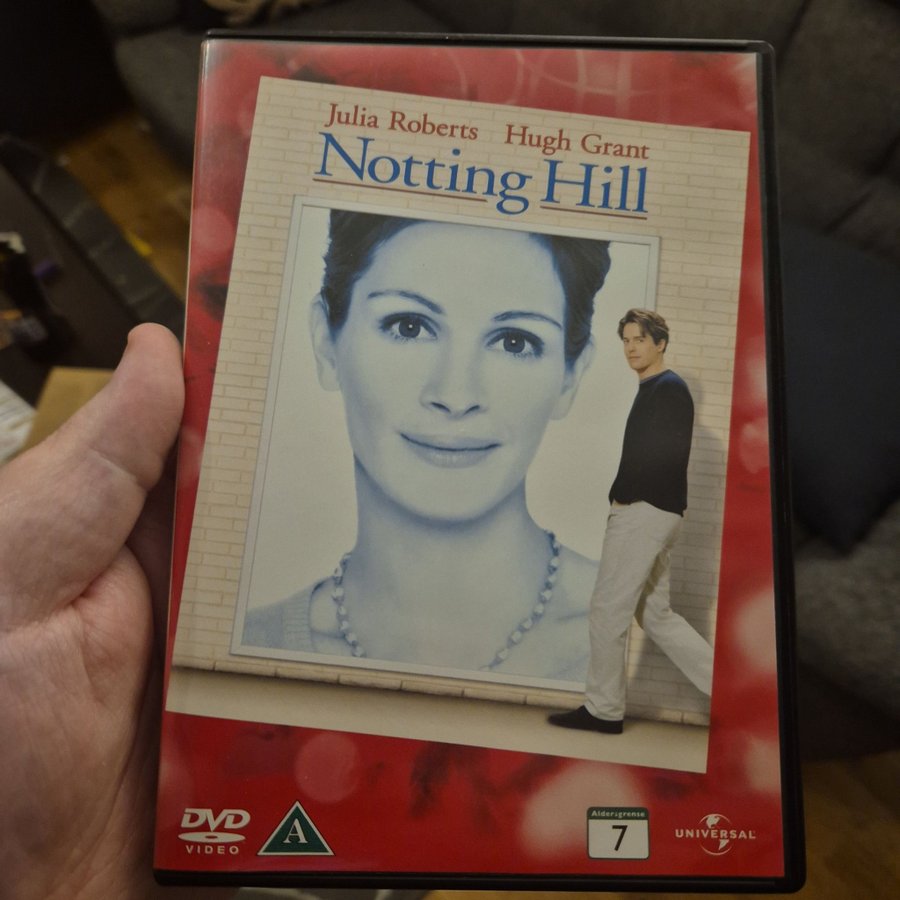 Julia Roberts Hugh Grant
Notting Hill
DVD
VIDEO
A
Aldersgrense
7
UNIVERSAL